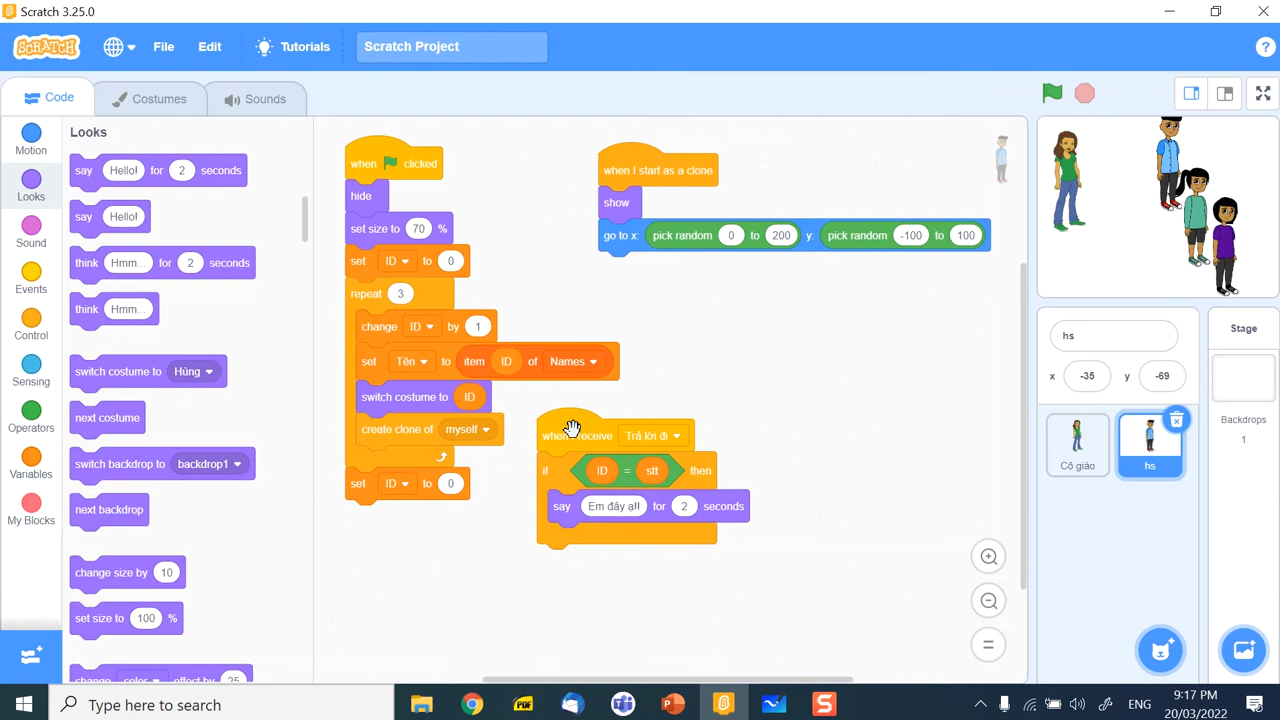 Scratch 3.25.0
SCRATCH File Edit Tutorials Scratch Project
Code Costumes Sounds
Motion
Looks
Sound
Events
Control
Sensing
Operators
Variables
My Blocks
Looks
say Hello! for 2 seconds
say Hello!
think Hmm... for 2 seconds
think Hmm...
switch costume to Hùng
next costume
switch backdrop to backdrop1
next backdrop
change size by 10
set size to 100 %
change color effect by 25
when clicked
hide
set size to 70 %
set ID to 0
repeat 3
change ID by 1
set Tên to item ID of Names
switch costume to ID
create clone of myself
set ID to 0
when I start as a clone
show
go to x: pick random 0 to 200 y: pick random -100 to 100
when receive Trả lời đi
if ID = stt then
say Em đây ạ!! for 2 seconds
hs
x -35 y -69
Cô giáo
hs
Stage
Backdrops
1
Type here to search
ENG
9:17 PM
20/03/2022